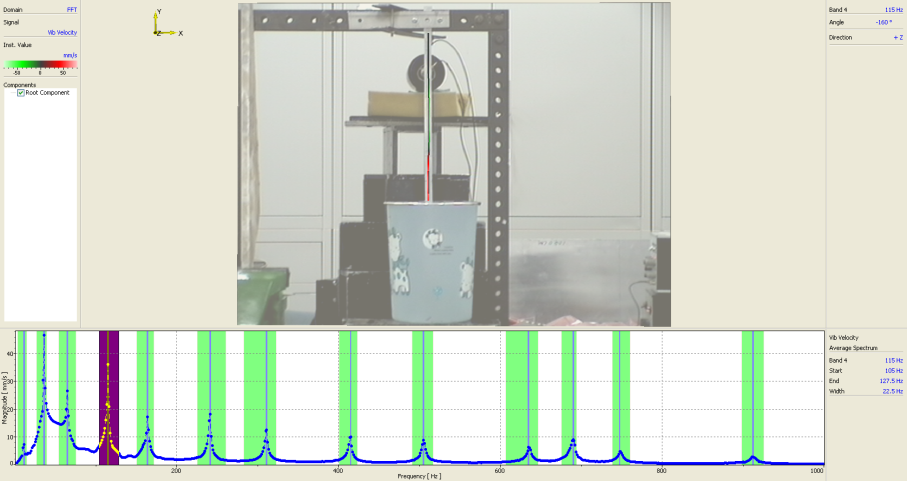 Domain FFT
Signal
Vib Velocity
Inst. Value
mm/s
-50 0 50
Components
Root Component
Y
Z X
Band 4 115 Hz
Angle -160 °
Direction + Z
Magnitude [ mm/s ]
40
30
20
10
0
200 400 600 800 1000
Frequency [ Hz ]
Vib Velocity
Average Spectrum
Band 4 115 Hz
Start 105 Hz
End 127.5 Hz
Width 22.5 Hz